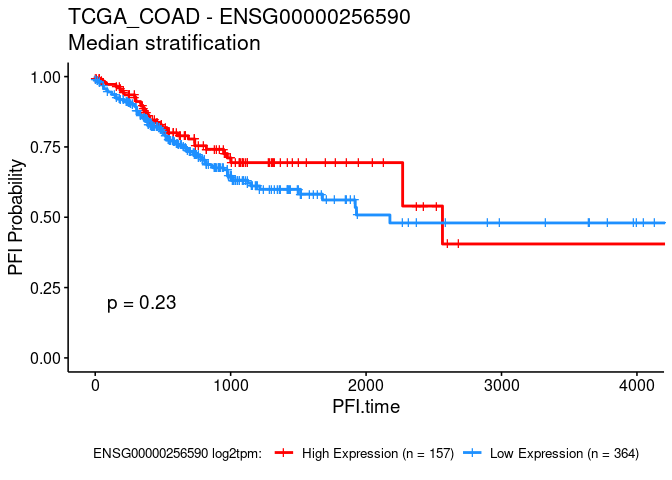 TCGA_COAD - ENSG00000256590
Median stratification
1.00
0.75
0.50
0.25
0.00
PFI Probability
p = 0.23
0 1000 2000 3000 4000
PFI.time
ENSG00000256590 log2tpm: High Expression (n = 157) Low Expression (n = 364)